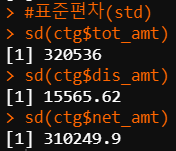 > #표준편차(std)
> sd(ctg$tot_amt)
[1] 320536
> sd(ctg$dis_amt)
[1] 15565.62
> sd(ctg$net_amt)
[1] 310249.9